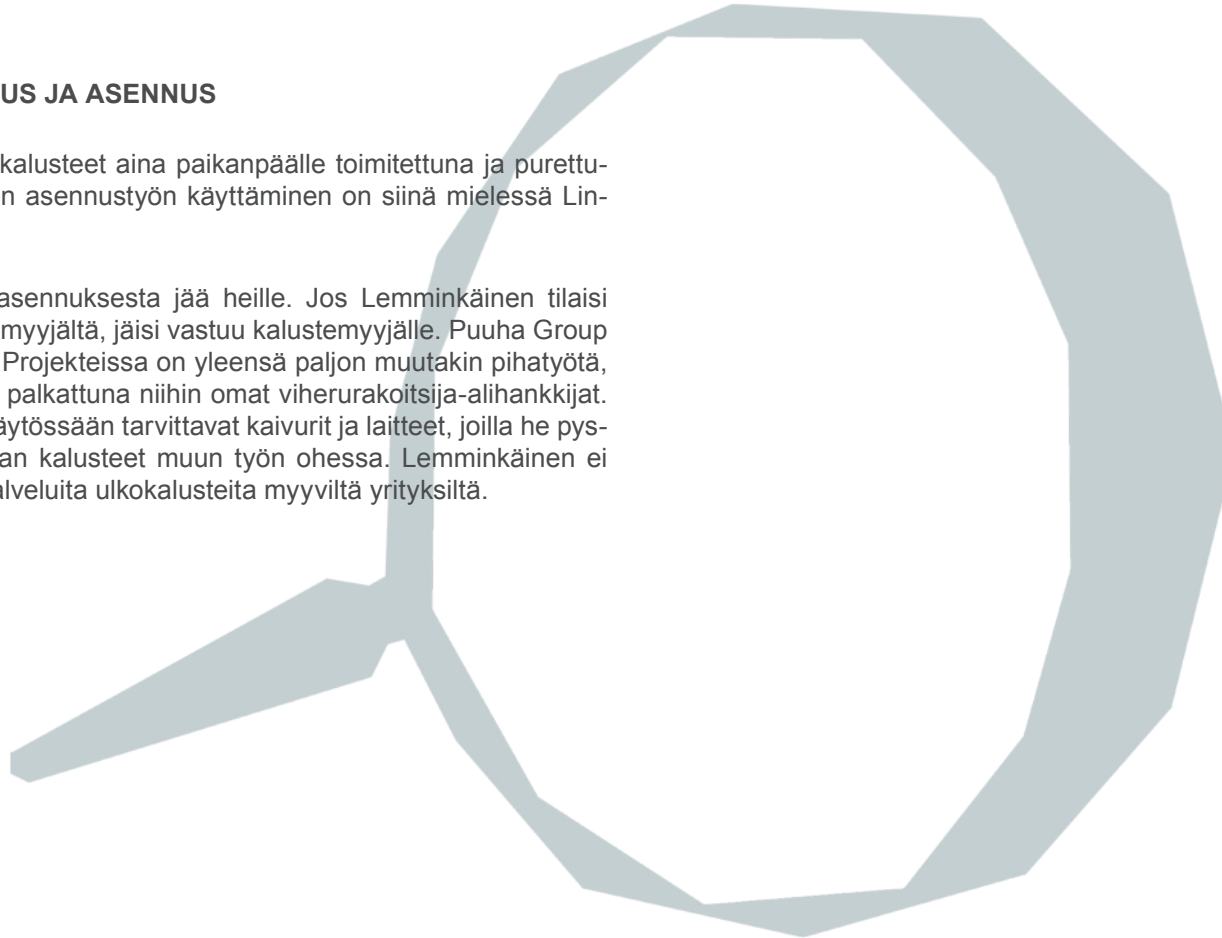 US JA ASENNUS
kalusteet aina paikanpäälle toimitettuna ja purettu-
n asennustyön käyttäminen on siinä mielessä Lin-
asennuksesta jää heille. Jos Lemminkäinen tilaisi
myyjältä, jäisi vastuu kalustemyyjälle. Puuha Group
Projekteissa on yleensä paljon muutakin pihatyötä,
palkattuna niihin omat viherurakoitsija-alihankkijat.
äytössään tarvittavat kaivurit ja laitteet, joilla he pys-
an kalusteet muun työn ohessa. Lemminkäinen ei
alveluita ulkokalusteita myyviltä yrityksiltä.